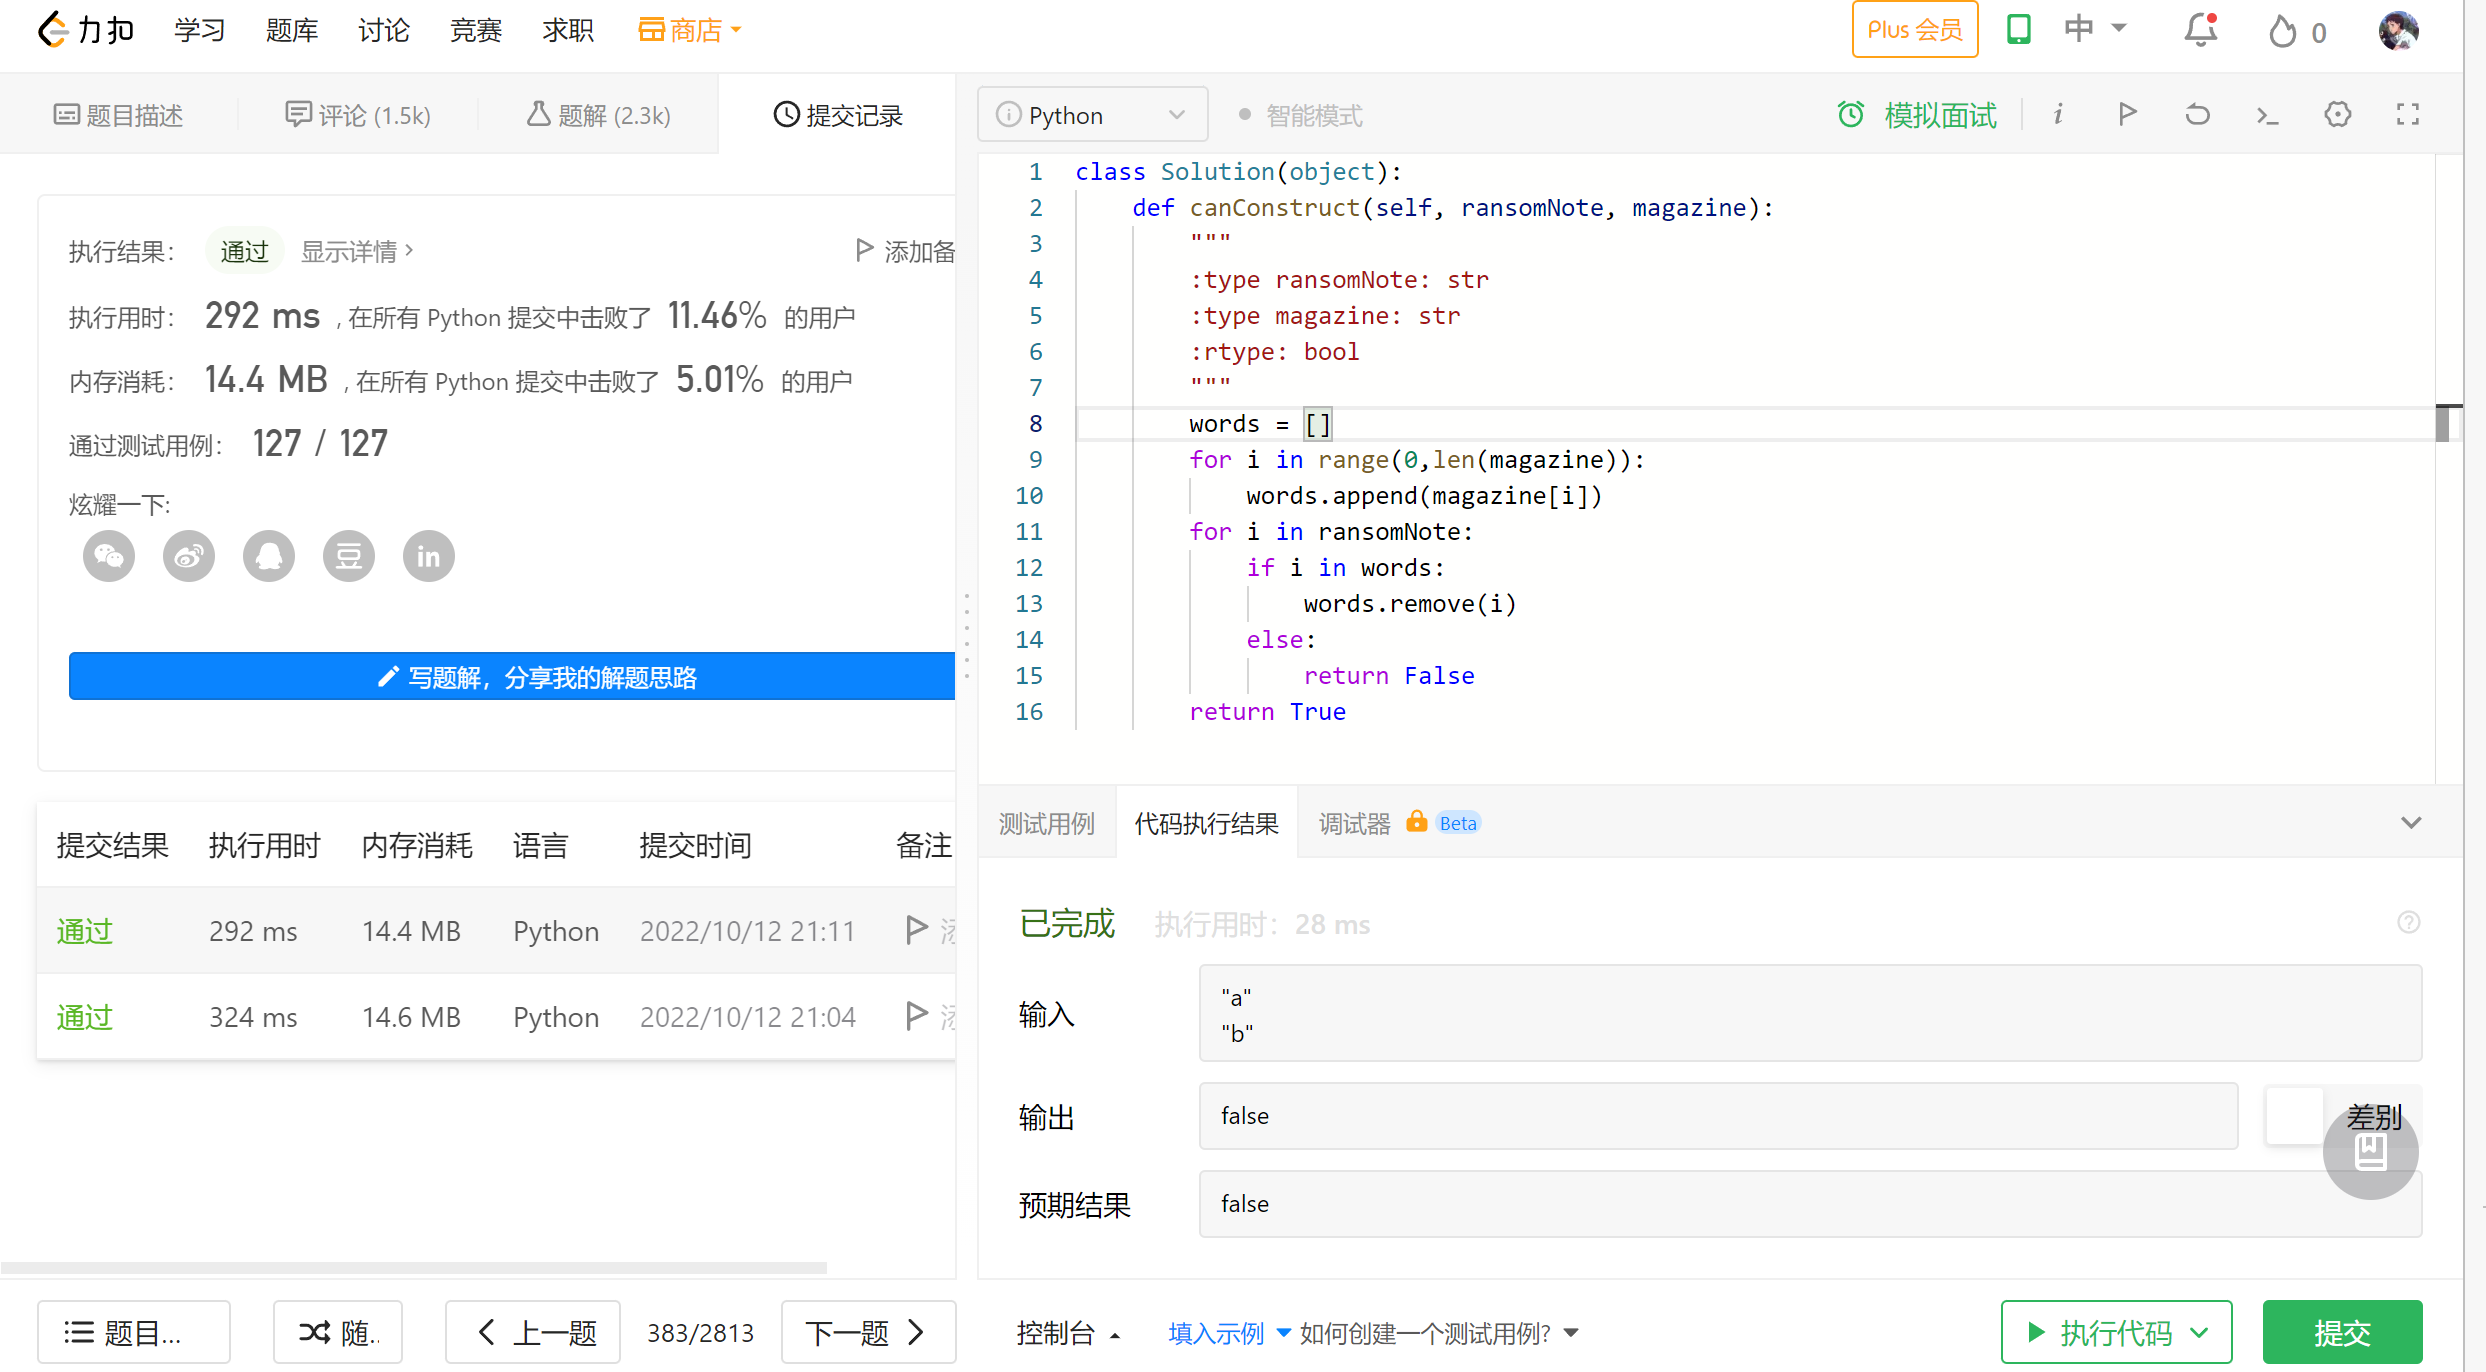 力扣 学习 题库 讨论 竞赛 求职 商店 Plus 会员 中 0
题目描述 评论 (1.5k) 题解 (2.3k) 提交记录
执行结果： 通过 显示详情 › 添加备
执行用时： 292 ms , 在所有 Python 提交中击败了 11.46% 的用户
内存消耗： 14.4 MB , 在所有 Python 提交中击败了 5.01% 的用户
通过测试用例： 127 / 127
炫耀一下:
豆 in
写题解，分享我的解题思路
提交结果 执行用时 内存消耗 语言 提交时间 备注
通过 292 ms 14.4 MB Python 2022/10/12 21:11
通过 324 ms 14.6 MB Python 2022/10/12 21:04
题目... 随.. 上一题 383/2813 下一题
i Python 智能模式 模拟面试 i
1 class Solution(object):
2     def canConstruct(self, ransomNote, magazine):
3         """
4         :type ransomNote: str
5         :type magazine: str
6         :rtype: bool
7         """
8         words = []
9         for i in range(0,len(magazine)):
10             words.append(magazine[i])
11         for i in ransomNote:
12             if i in words:
13                 words.remove(i)
14             else:
15                 return False
16         return True
测试用例 代码执行结果 调试器 Beta
已完成 执行用时：28 ms ?
输入 "a"
"b"
输出 false 差别
预期结果 false
控制台 填入示例 如何创建一个测试用例? 执行代码 提交